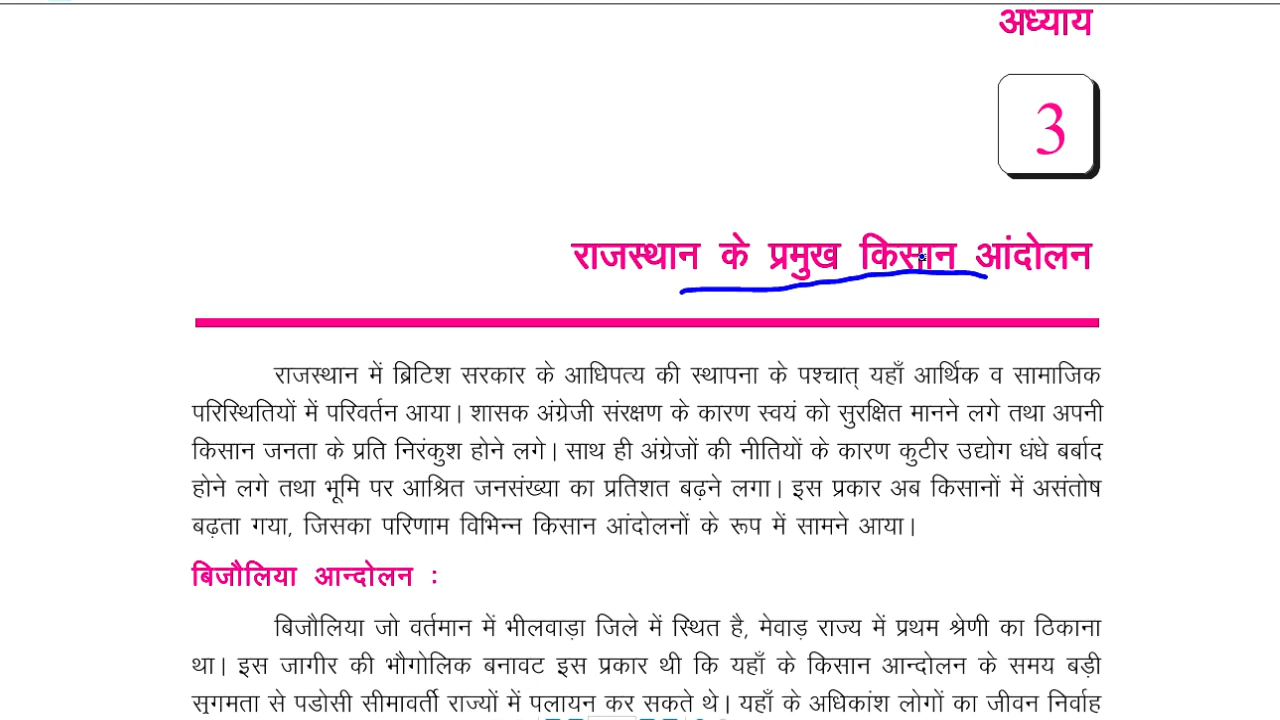 अध्याय
3
राजस्थान के प्रमुख किसान आंदोलन
राजस्थान में ब्रिटिश सरकार के आधिपत्य की स्थापना के पश्चात् यहाँ आर्थिक व सामाजिक
परिस्थितियों में परिवर्तन आया। शासक अंग्रेजी संरक्षण के कारण स्वयं को सुरक्षित मानने लगे तथा अपनी
किसान जनता के प्रति निरंकुश होने लगे। साथ ही अंग्रेजों की नीतियों के कारण कुटीर उद्योग धंधे बर्बाद
होने लगे तथा भूमि पर आश्रित जनसंख्या का प्रतिशत बढ़ने लगा। इस प्रकार अब किसानों में असंतोष
बढ़ता गया, जिसका परिणाम विभिन्न किसान आंदोलनों के रूप में सामने आया।
बिजौलिया आन्दोलन :
बिजौलिया जो वर्तमान में भीलवाड़ा जिले में स्थित है, मेवाड़ राज्य में प्रथम श्रेणी का ठिकाना
था। इस जागीर की भौगोलिक बनावट इस प्रकार थी कि यहाँ के किसान आन्दोलन के समय बड़ी
सुगमता से पडोसी सीमावर्ती राज्यों में पलायन कर सकते थे। यहाँ के अधिकांश लोगों का जीवन निर्वाह